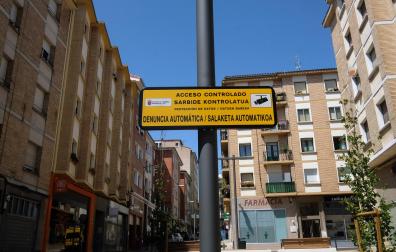 ACCESO CONTROLADO
SARBIDE KONTROLATUA
DENUNCIA AUTOMÁTICA / SALAKETA AUTOMATIKOA
FARMACIA